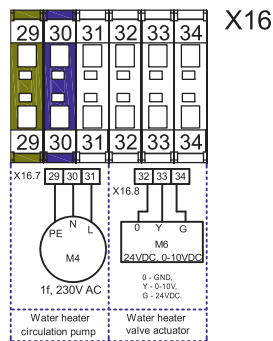 X16
29 30 31 32 33 34
29 30 31 32 33 34
X16.7 29 30 31
32 33 34
X16.8
PE N L
M4
0 Y G
M6
24VDC, 0-10VDC
1f, 230V AC
0 - GND,
Y - 0-10V,
G - 24VDC.
Water heater
circulation pump
Water heater
valve actuator